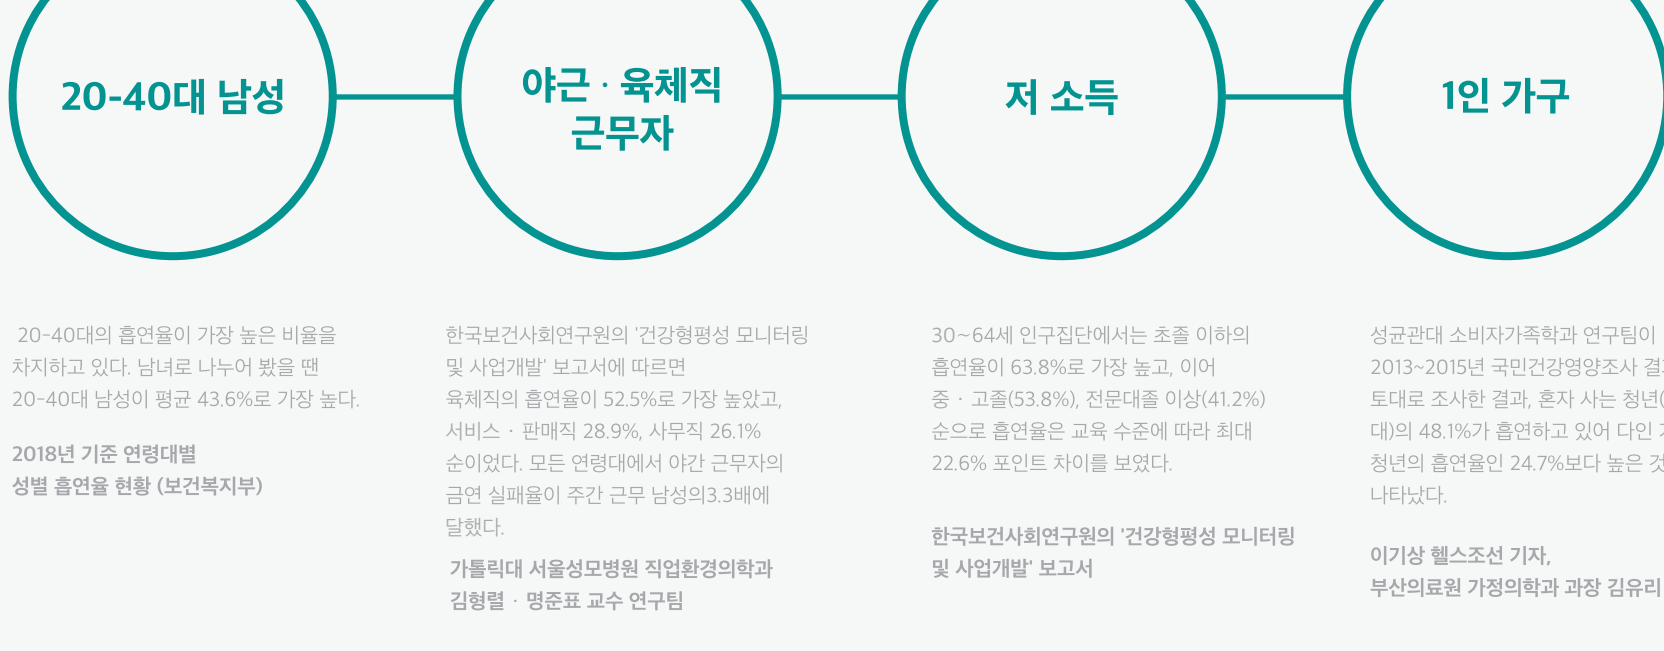 20-40대 남성
야근 · 육체직
근무자
저 소득
1인 가구
20-40대의 흡연율이 가장 높은 비율을
차지하고 있다. 남녀로 나누어 봤을 땐
20-40대 남성이 평균 43.6%로 가장 높다.
2018년 기준 연령대별
성별 흡연율 현황 (보건복지부)
한국보건사회연구원의 '건강형평성 모니터링
및 사업개발' 보고서에 따르면
육체직의 흡연율이 52.5%로 가장 높았고,
서비스 · 판매직 28.9%, 사무직 26.1%
순이었다. 모든 연령대에서 야간 근무자의
금연 실패율이 주간 근무 남성의3.3배에
달했다.
가톨릭대 서울성모병원 직업환경의학과
김형렬 · 명준표 교수 연구팀
30~64세 인구집단에서는 초졸 이하의
흡연율이 63.8%로 가장 높고, 이어
중 · 고졸(53.8%), 전문대졸 이상(41.2%)
순으로 흡연율은 교육 수준에 따라 최대
22.6% 포인트 차이를 보였다.
한국보건사회연구원의 '건강형평성 모니터링
및 사업개발' 보고서
성균관대 소비자가족학과 연구팀이
2013~2015년 국민건강영양조사
토대로 조사한 결과, 혼자 사는 청년(
대)의 48.1%가 흡연하고 있어 다인
청년의 흡연율인 24.7%보다 높은
나타났다.
이기상 헬스조선 기자,
부산의료원 가정의학과 과장 김유리